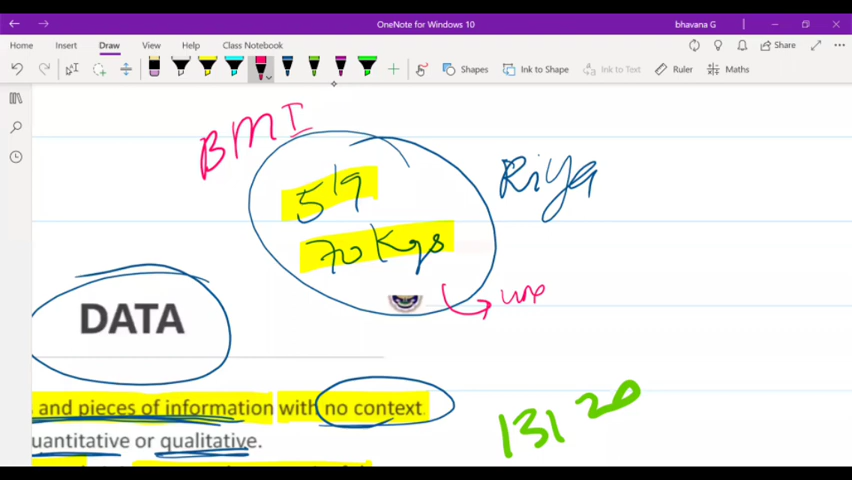 OneNote for Windows 10
bhavana G
Home Insert Draw View Help Class Notebook
Share
Shapes Ink to Shape Ink to Text Ruler Maths
BMI
5'9
Riya
70 Kgs
DATA
s and pieces of information with no context.
uantitative or qualitative.
13120